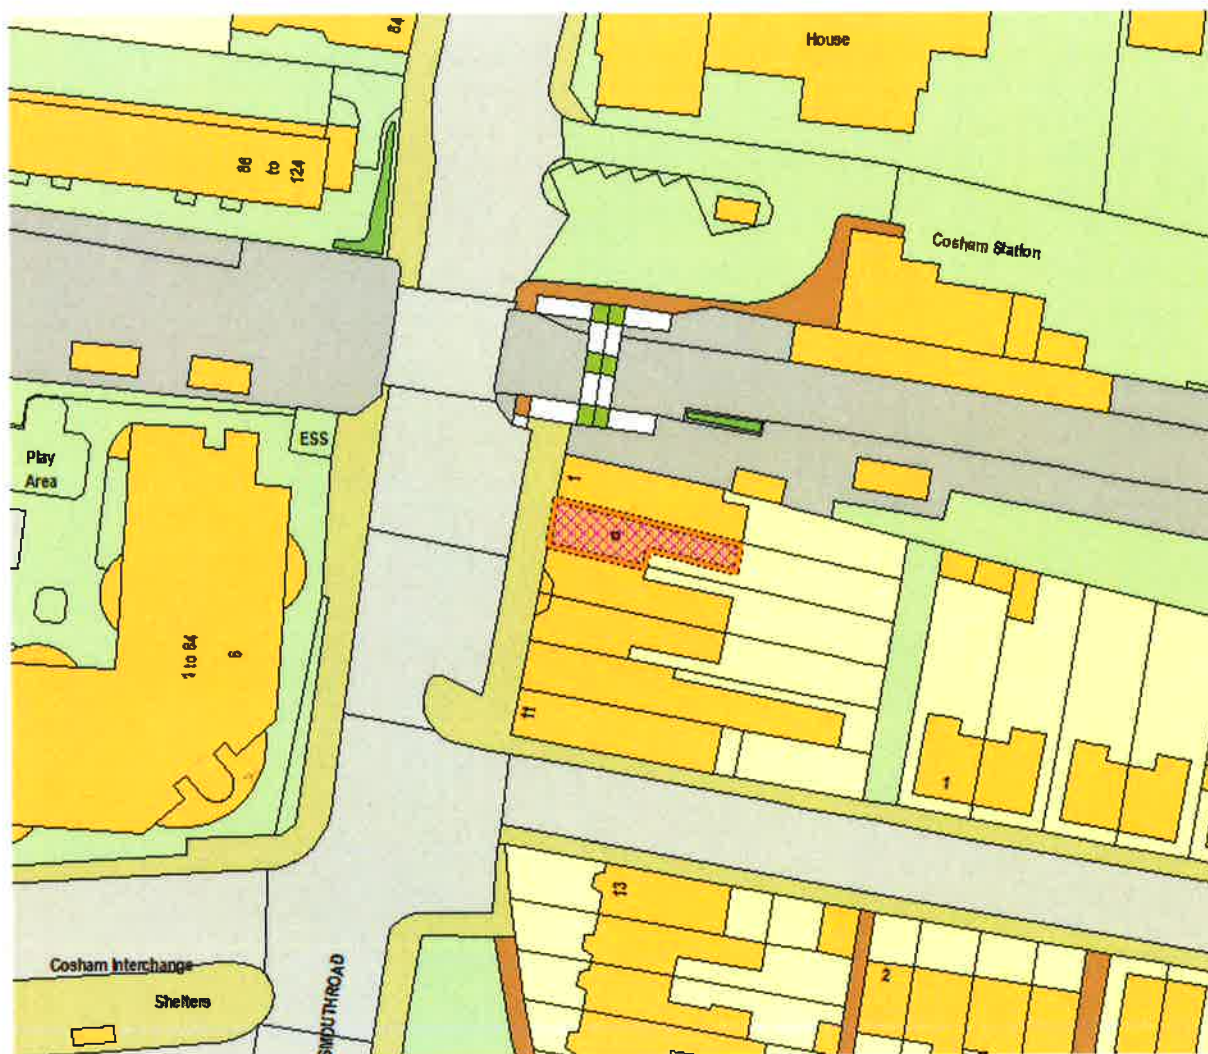 84
House
86
to
124
Cosham Station
ESS
Play
Area
1
1 to 84
6
11
1
13
Cosham Interchange
Shelters
2
SMOUTHROAD